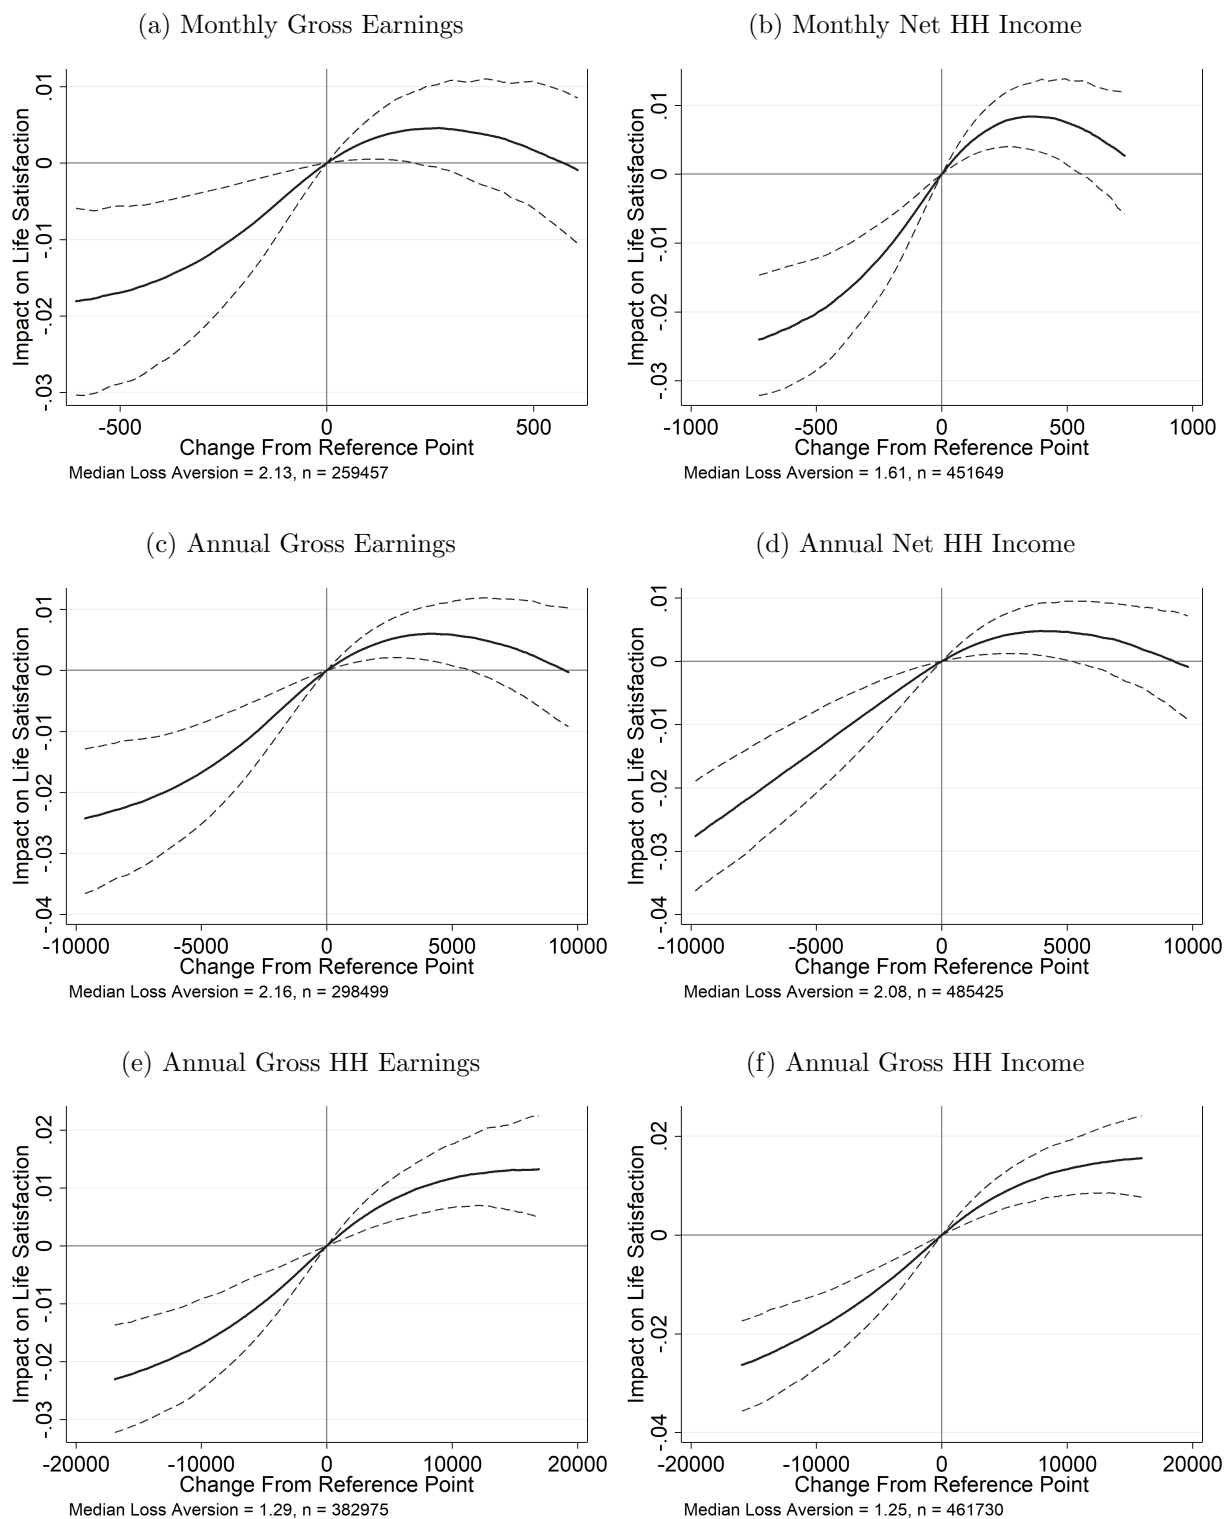 (a) Monthly Gross Earnings
.01
0
-.01
-.02
-.03
Impact on Life Satisfaction
-500 0 500
Change From Reference Point
Median Loss Aversion = 2.13, n = 259457
(b) Monthly Net HH Income
.01
0
-.01
-.02
-.03
Impact on Life Satisfaction
-1000 -500 0 500 1000
Change From Reference Point
Median Loss Aversion = 1.61, n = 451649
(c) Annual Gross Earnings
.01
0
-.01
-.02
-.03
-.04
Impact on Life Satisfaction
-10000 -5000 0 5000 10000
Change From Reference Point
Median Loss Aversion = 2.16, n = 298499
(d) Annual Net HH Income
.01
0
-.01
-.02
-.03
-.04
Impact on Life Satisfaction
-10000 -5000 0 5000 10000
Change From Reference Point
Median Loss Aversion = 2.08, n = 485425
(e) Annual Gross HH Earnings
.02
.01
0
-.01
-.02
-.03
Impact on Life Satisfaction
-20000 -10000 0 10000 20000
Change From Reference Point
Median Loss Aversion = 1.29, n = 382975
(f) Annual Gross HH Income
.02
0
-.02
-.04
Impact on Life Satisfaction
-20000 -10000 0 10000 20000
Change From Reference Point
Median Loss Aversion = 1.25, n = 461730